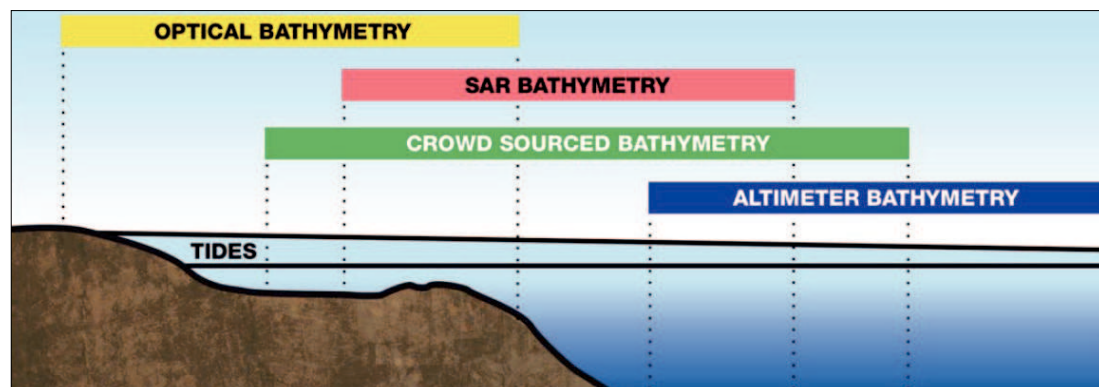 OPTICAL BATHYMETRY
SAR BATHYMETRY
CROWD SOURCED BATHYMETRY
ALTIMETER BATHYMETRY
TIDES